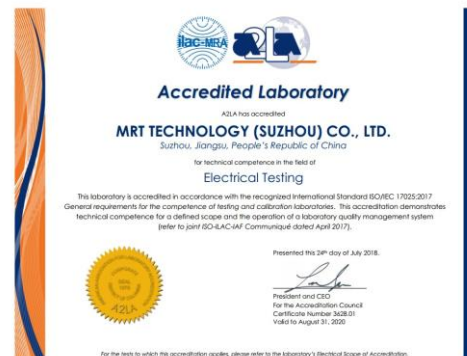 ilac-MRA
A2LA
Accredited Laboratory
A2LA has accredited
MRT TECHNOLOGY (SUZHOU) CO., LTD.
Suzhou, Jiangsu, People's Republic of China
for technical competence in the field of
Electrical Testing
This laboratory is accredited in accordance with the recognized International Standard ISO/IEC 17025:2017
General requirements for the competence of testing and calibration laboratories. This accreditation demonstrates
technical competence for a defined scope and the operation of a laboratory quality management system
(refer to joint ISO-ILAC-IAF Communiqué dated April 2017).
Presented this 24th day of July 2018.
President and CEO
For the Accreditation Council
Certificate Number 3628.01
Valid to August 31, 2020
A2LA
For the tests to which this accreditation applies, please refer to the laboratory's Electrical Scope of Accreditation.